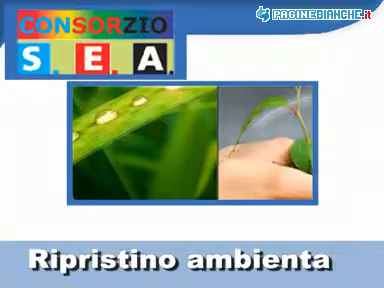 CONSORZIO
PAGINEBIANCHE.it
S. E. A.
Ripristino ambienta